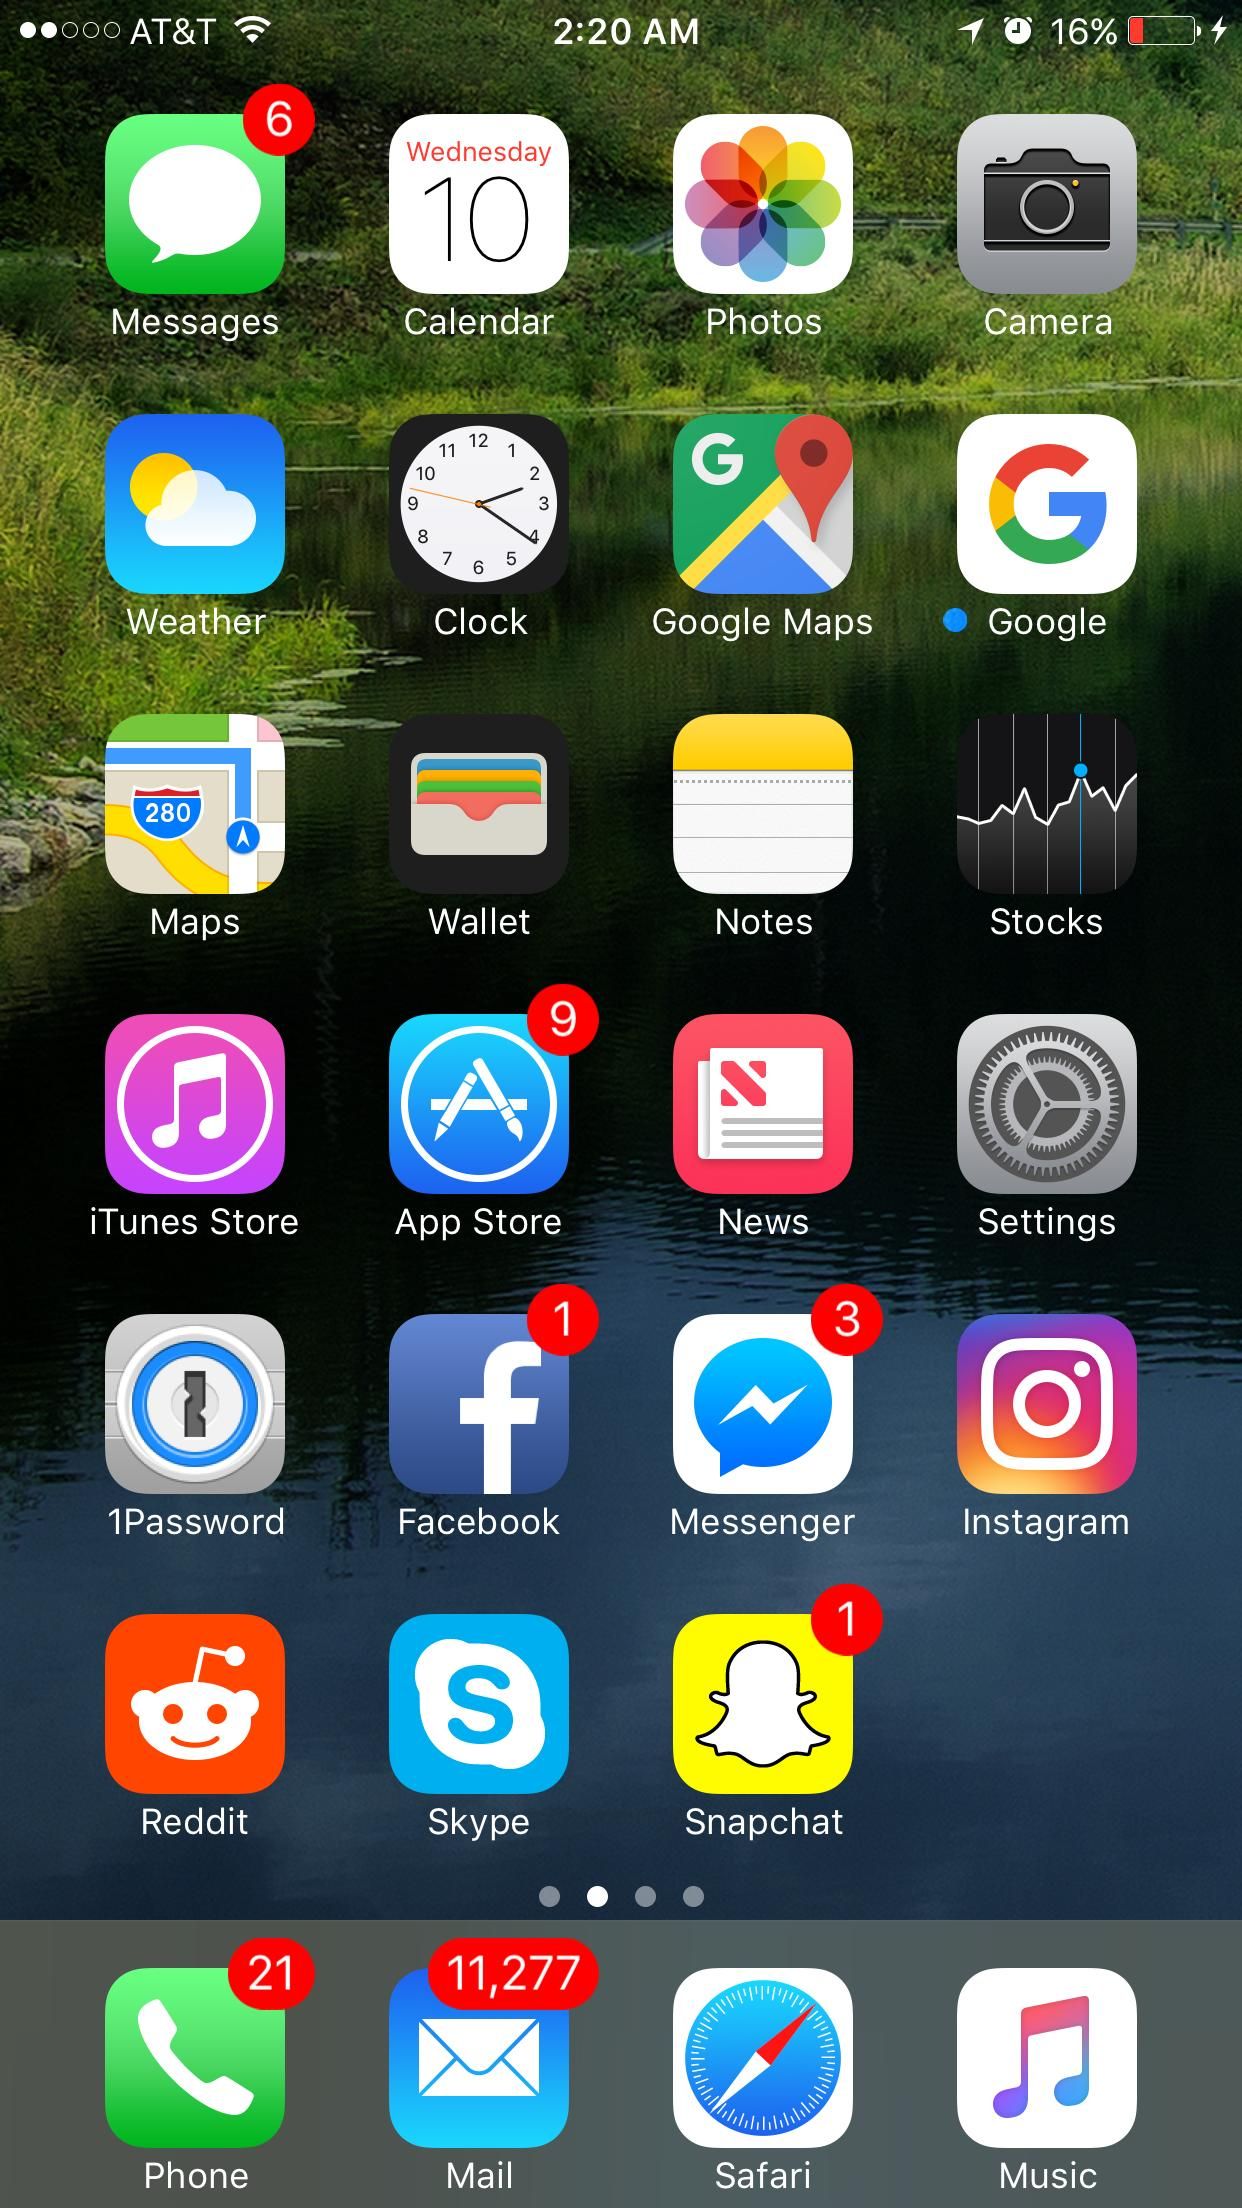 AT&T 2:20 AM 16%
6
Wednesday
10
Messages Calendar Photos Camera
12
11 1
10 2
9 3
8 4
7 5
6
G G
Weather Clock Google Maps Google
280
Maps Wallet Notes Stocks
9
iTunes Store App Store News Settings
1 3
f
1Password Facebook Messenger Instagram
1
S
Reddit Skype Snapchat
21 11,277
Phone Mail Safari Music